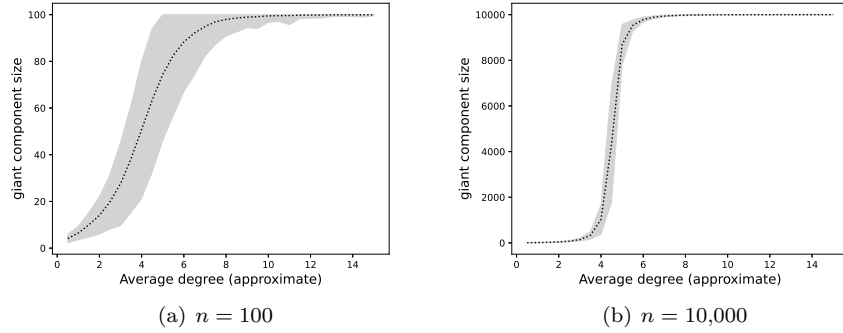 100
80
60
40
20
0
giant component size
0 2 4 6 8 10 12 14
Average degree (approximate)
(a) n = 100
10000
8000
6000
4000
2000
0
giant component size
0 2 4 6 8 10 12 14
Average degree (approximate)
(b) n = 10,000